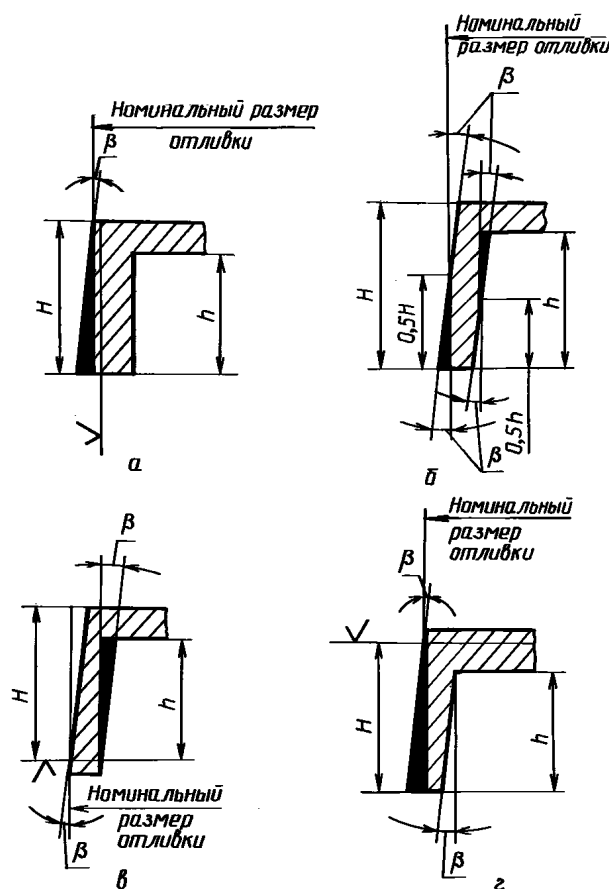 Номинальный размер
отливки
β
H
h
а
Номинальный
размер отливки
β
H
0,5H
h
0,5h
β
б
β
H
h
Номинальный
размер
отливки
β
в
Номинальный
размер
отливки
β
H
h
β
г